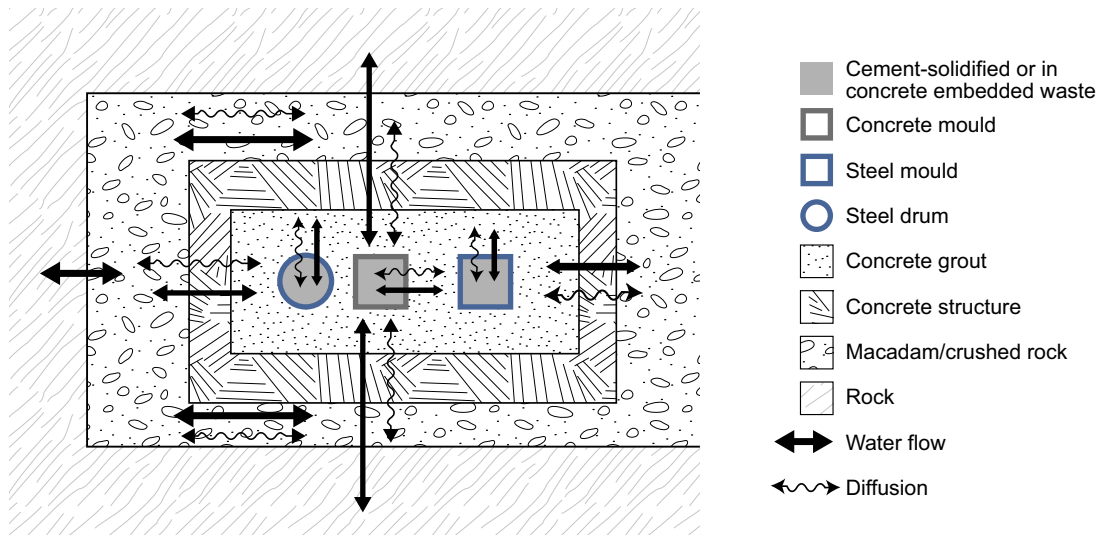 Cement-solidified or in
concrete embedded waste
Concrete mould
Steel mould
Steel drum
Concrete grout
Concrete structure
Macadam/crushed rock
Rock
Water flow
Diffusion